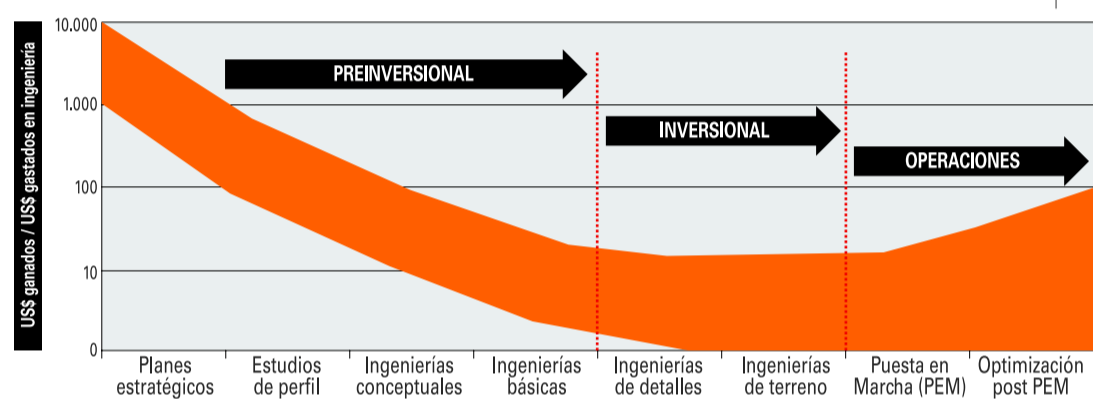 US$ ganados / US$ gastados en ingeniería
10.000
1.000
100
10
0
PREINVERSIONAL
INVERSIONAL
OPERACIONES
Planes
estratégicos
Estudios
de perfil
Ingenierías
conceptuales
Ingenierías
básicas
Ingenierías
de detalles
Ingenierías
de terreno
Puesta en
Marcha (PEM)
Optimización
post PEM